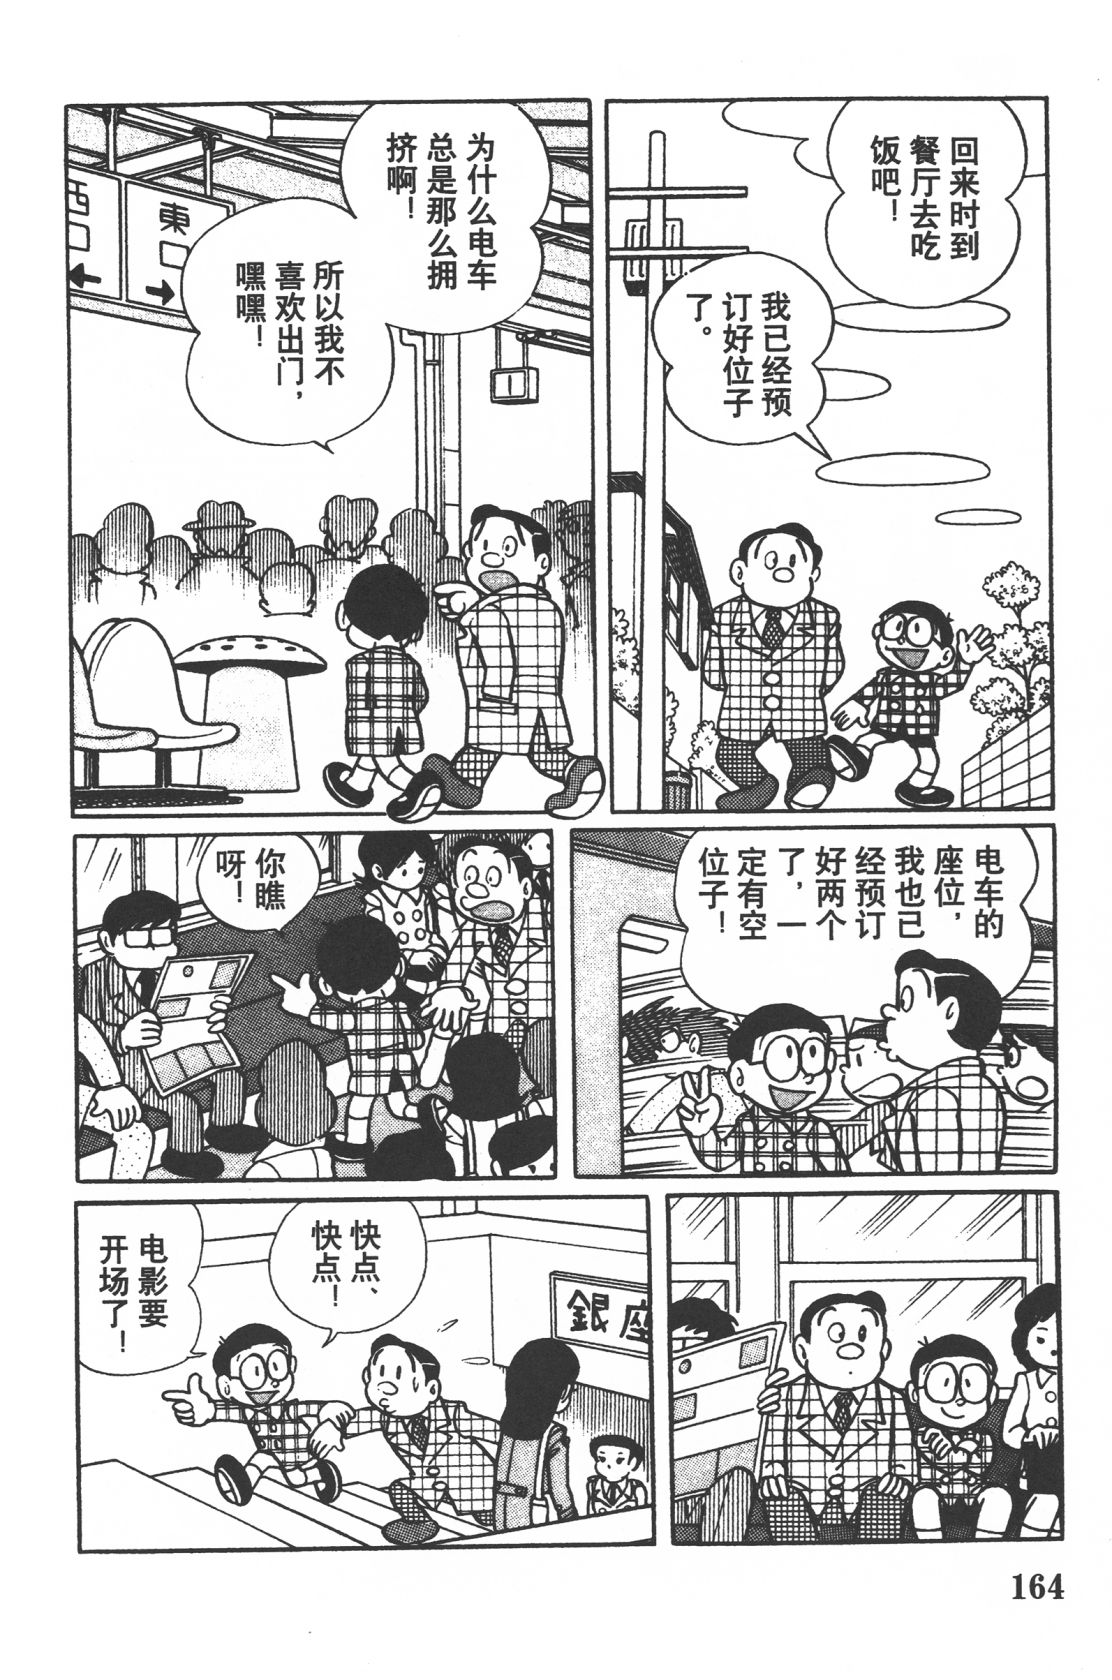 回来时到
餐厅去吃
饭吧！
我已经预
订好位子
了。
为什么电车
总是那么拥
挤啊！
所以我不
喜欢出门，
嘿嘿！
西
東
电车的
座位，
我也已
经预订
好两个
了，一
定有空
位子！
你瞧
呀！
快点、
快点！
电影要
开场了！
銀座
164